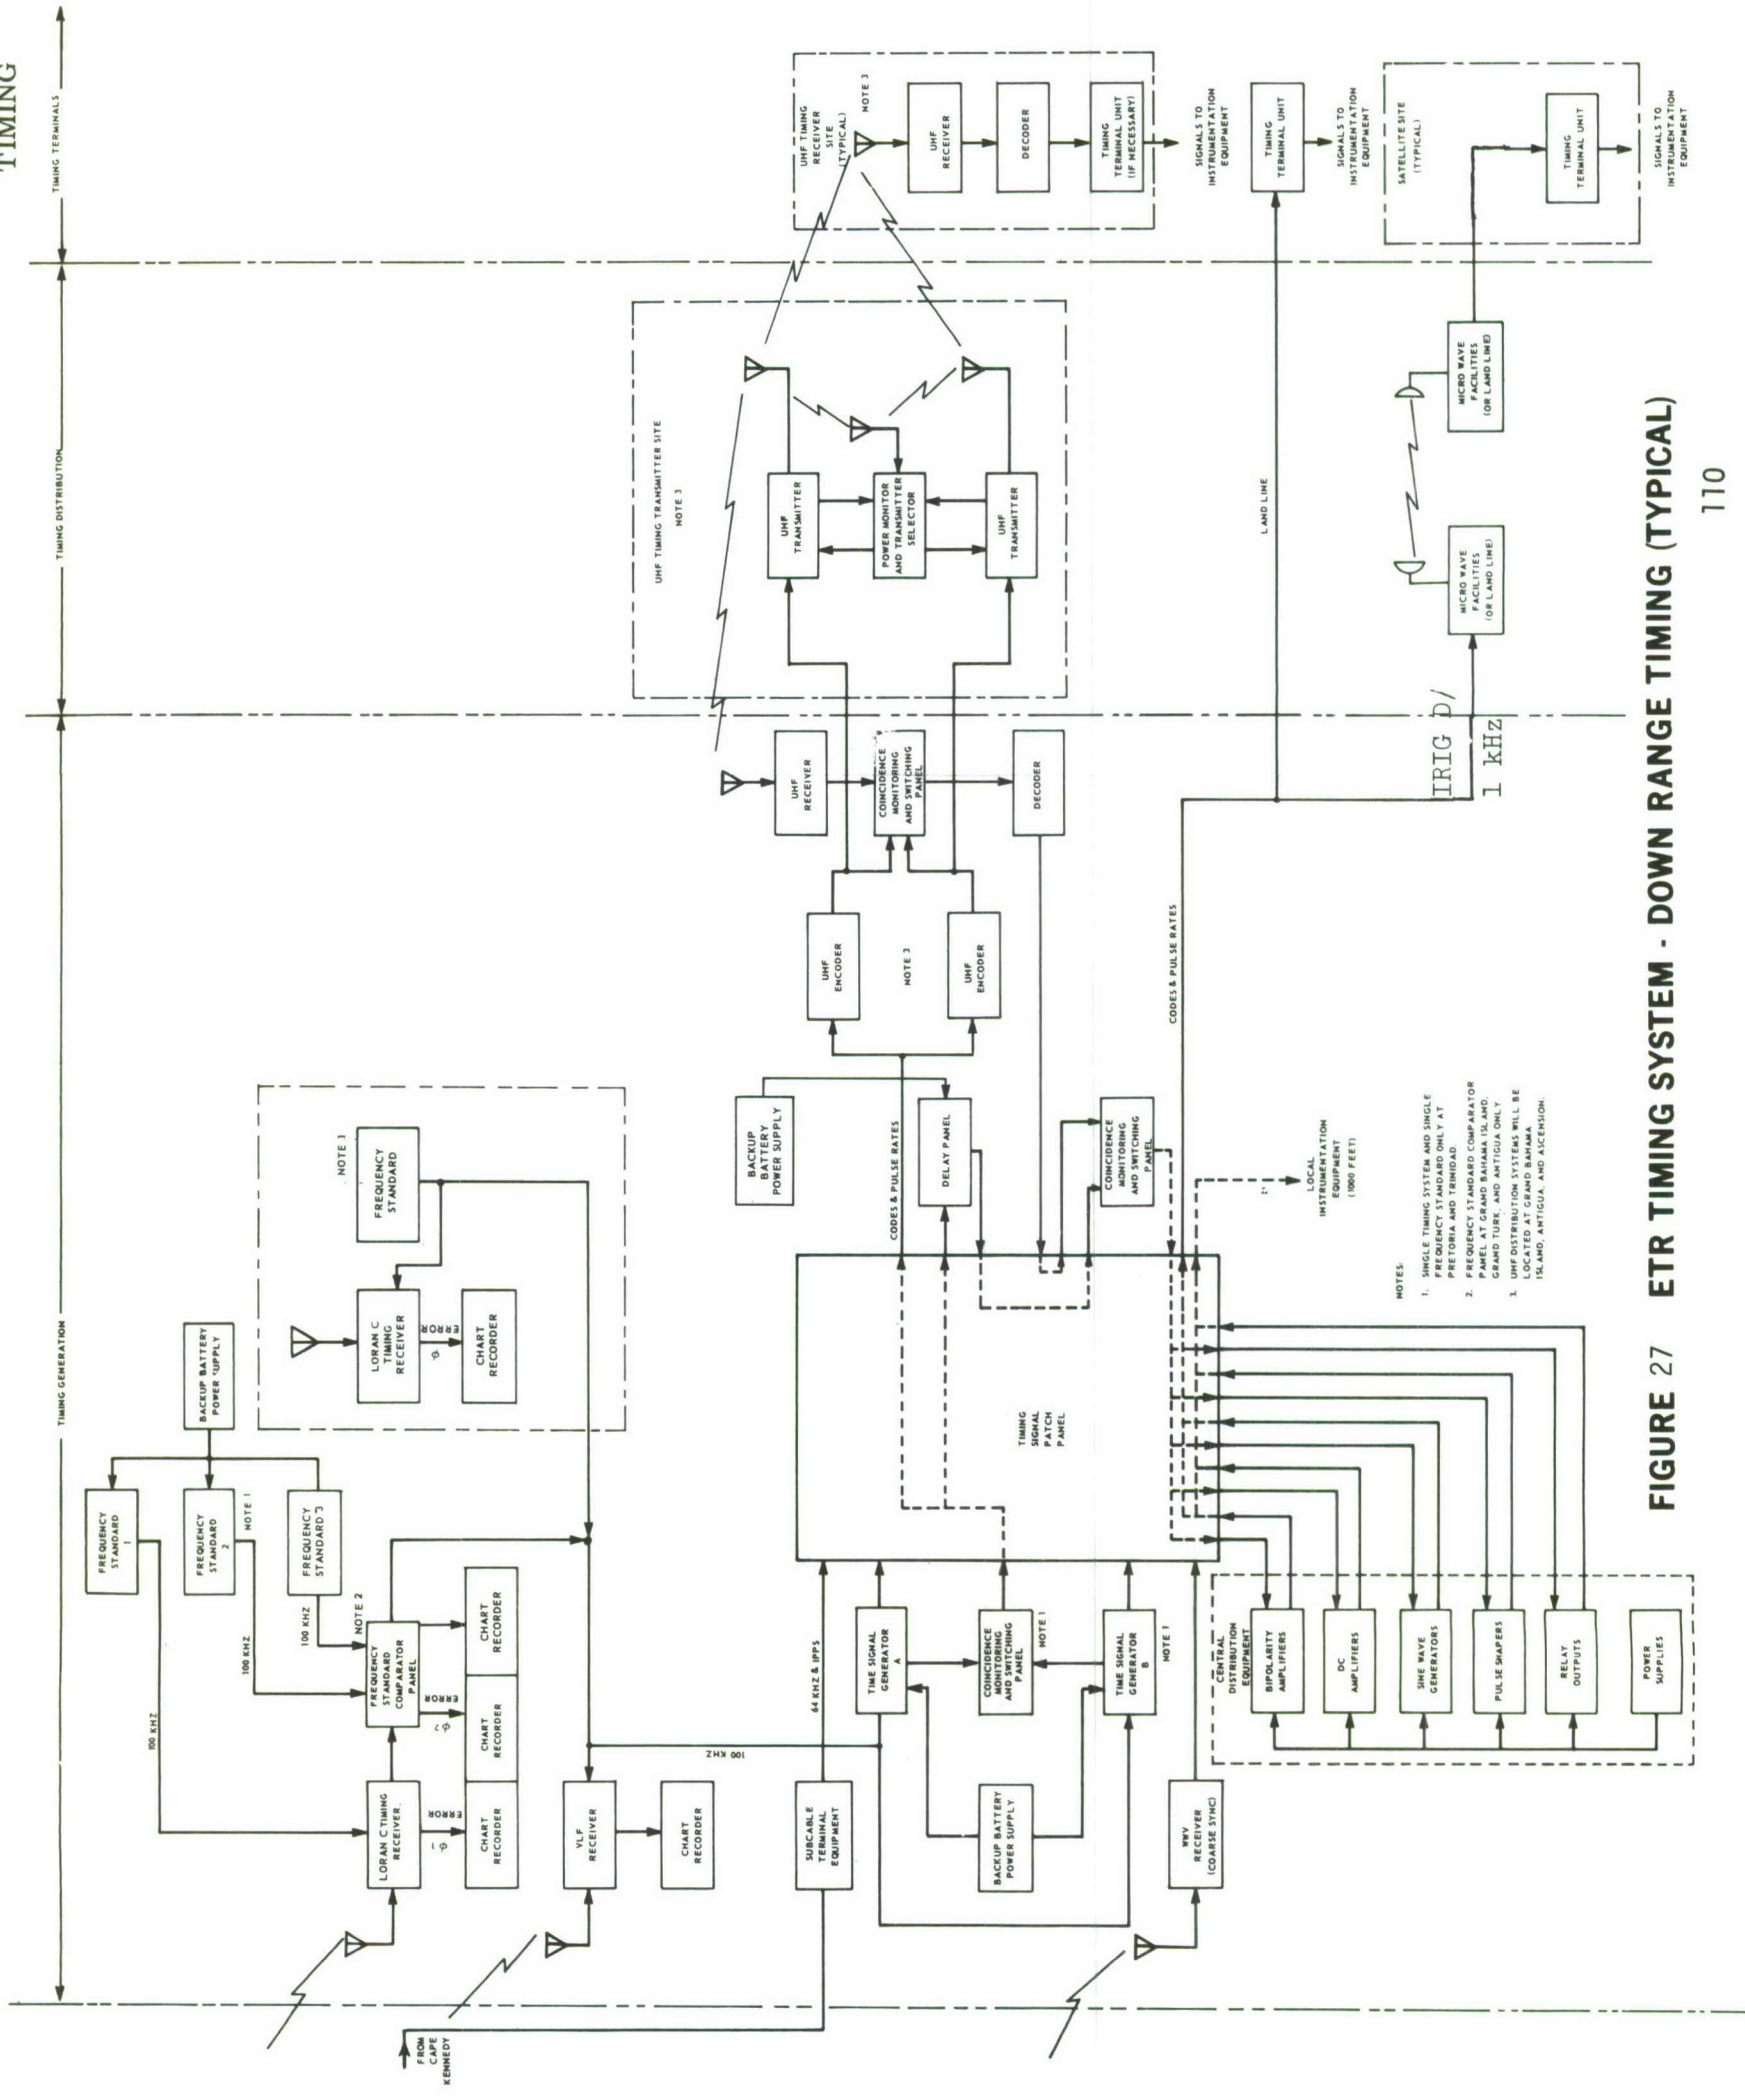 TIMING
TIMING GENERATION
TIMING DISTRIBUTION
TIMING TERMINALS
FROM
CAPE
KENNEDY
FREQUENCY
STANDARD
1
FREQUENCY
STANDARD
2
NOTE 1
FREQUENCY
STANDARD 3
BACKUP BATTERY
POWER SUPPLY
100 KHZ
100 KHZ
100 KHZ
NOTE 2
LORAN C TIMING
RECEIVER.
FREQUENCY
STANDARD
COMPARATOR
PANEL
ϕ1
ERROR
ϕ2
ERROR
CHART
RECORDER
CHART
RECORDER
CHART
RECORDER
NOTE 1
FREQUENCY
STANDARD
LORAN C
TIMING
RECEIVER
ϕ
ERROR
CHART
RECORDER
VLF
RECEIVER
CHART
RECORDER
100 KHZ
SUBCABLE
TERMINAL
EQUIPMENT
64 KHZ & IPPS
TIME SIGNAL
GENERATOR
A
COINCIDENCE
MONITORING
AND SWITCHING
PANEL
NOTE 1
TIME SIGNAL
GENERATOR
B
NOTE 1
BACKUP BATTERY
POWER SUPPLY
WWV
RECEIVER
(COARSE SYNC)
TIMING
SIGNAL
PATCH
PANEL
BACKUP
BATTERY
POWER SUPPLY
CODES & PULSE RATES
DELAY PANEL
COINCIDENCE
MONITORING
AND SWITCHING
PANEL
UHF
ENCODER
NOTE 3
UHF
ENCODER
UHF
RECEIVER
COINCIDENCE
MONITORING
AND SWITCHING
PANEL
DECODER
CODES & PULSE RATES
UHF TIMING TRANSMITTER SITE
NOTE 3
UHF
TRANSMITTER
POWER MONITOR
AND TRANSMITTER
SELECTOR
UHF
TRANSMITTER
UHF TIMING
RECEIVER
SITE
(TYPICAL)
NOTE 3
UHF
RECEIVER
DECODER
TIMING
TERMINAL UNIT
(IF NECESSARY)
SIGNALS TO
INSTRUMENTATION
EQUIPMENT
LAND LINE
TIMING
TERMINAL UNIT
SIGNALS TO
INSTRUMENTATION
EQUIPMENT
IRIG D/
1 kHz
MICRO WAVE
FACILITIES
(OR LAND LINE)
MICRO WAVE
FACILITIES
(OR LAND LINE)
SATELLITE SITE
(TYPICAL)
TIMING
TERMINAL UNIT
SIGNALS TO
INSTRUMENTATION
EQUIPMENT
CENTRAL
DISTRIBUTION
EQUIPMENT
BIPOLARITY
AMPLIFIERS
DC
AMPLIFIERS
SINE WAVE
GENERATORS
PULSE SHAPERS
RELAY
OUTPUTS
POWER
SUPPLIES
LOCAL
INSTRUMENTATION
EQUIPMENT
(1000 FEET)
NOTES:
1. SINGLE TIMING SYSTEM AND SINGLE
FREQUENCY STANDARD ONLY AT
PRETORIA AND TRINIDAD
2. FREQUENCY STANDARD COMPARATOR
PANEL AT GRAND BAHAMA ISLAND,
GRAND TURK, AND ANTIGUA ONLY
3. UHF DISTRIBUTION SYSTEMS WILL BE
LOCATED AT GRAND BAHAMA
ISLAND, ANTIGUA, AND ASCENSION.
FIGURE 27 ETR TIMING SYSTEM - DOWN RANGE TIMING (TYPICAL)
110